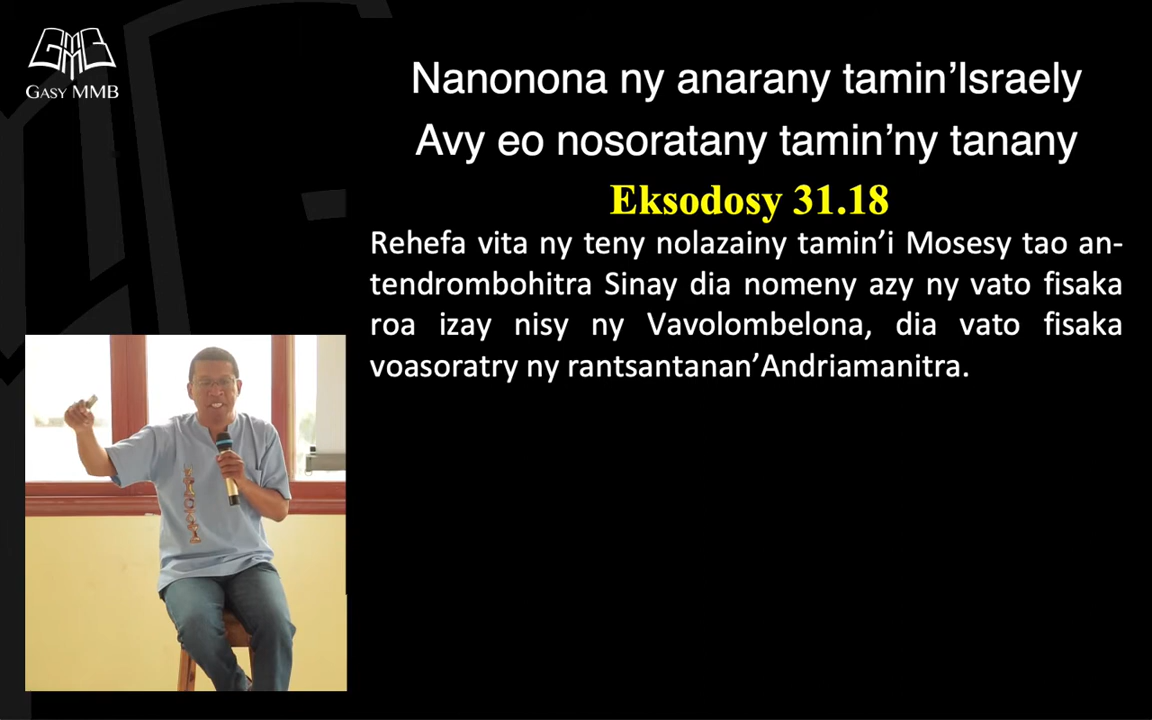 GMMB
GASY MMB
Nanonona ny anarany tamin’Israely
Avy eo nosoratany tamin’ny tanany
Eksodosy 31.18
Rehefa vita ny teny nolazainy tamin’i Mosesy tao an-
tendrombohitra Sinay dia nomeny azy ny vato fisaka
roa izay nisy ny Vavolombelona, dia vato fisaka
voasoratry ny rantsantanan’Andriamanitra.